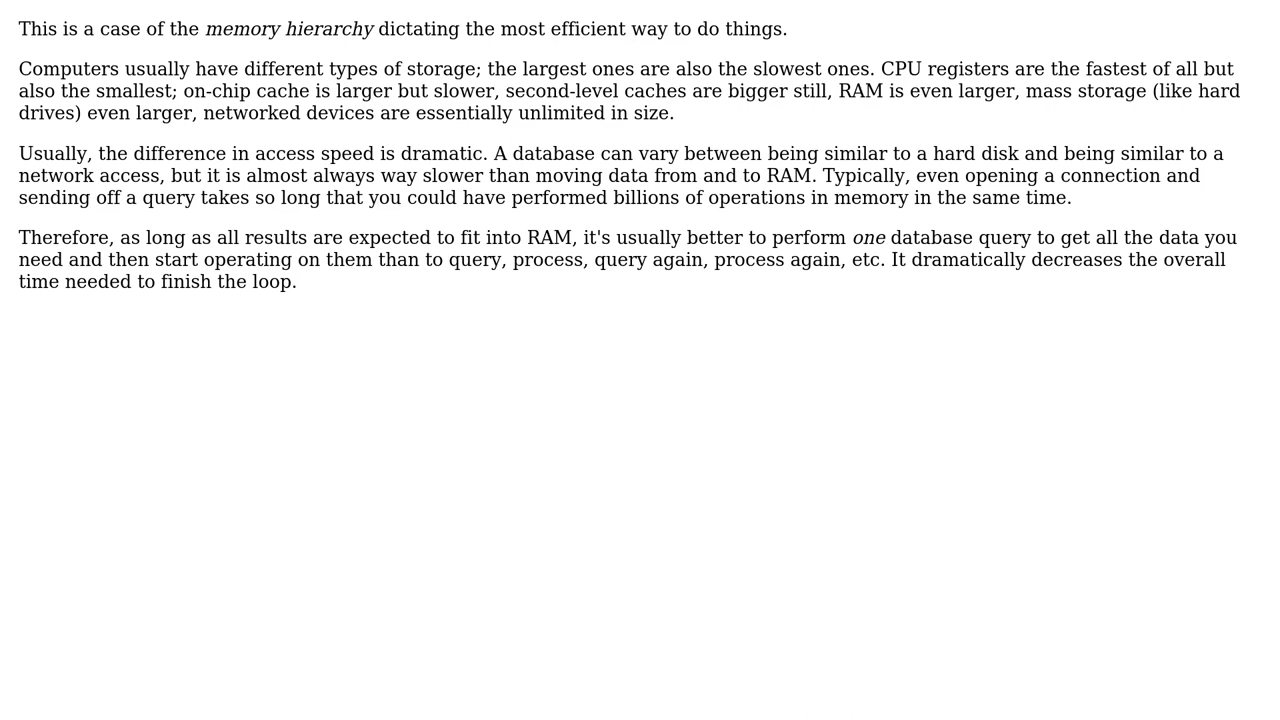 This is a case of the memory hierarchy dictating the most efficient way to do things.
Computers usually have different types of storage; the largest ones are also the slowest ones. CPU registers are the fastest of all but
also the smallest; on-chip cache is larger but slower, second-level caches are bigger still, RAM is even larger, mass storage (like hard
drives) even larger, networked devices are essentially unlimited in size.
Usually, the difference in access speed is dramatic. A database can vary between being similar to a hard disk and being similar to a
network access, but it is almost always way slower than moving data from and to RAM. Typically, even opening a connection and
sending off a query takes so long that you could have performed billions of operations in memory in the same time.
Therefore, as long as all results are expected to fit into RAM, it's usually better to perform one database query to get all the data you
need and then start operating on them than to query, process, query again, process again, etc. It dramatically decreases the overall
time needed to finish the loop.